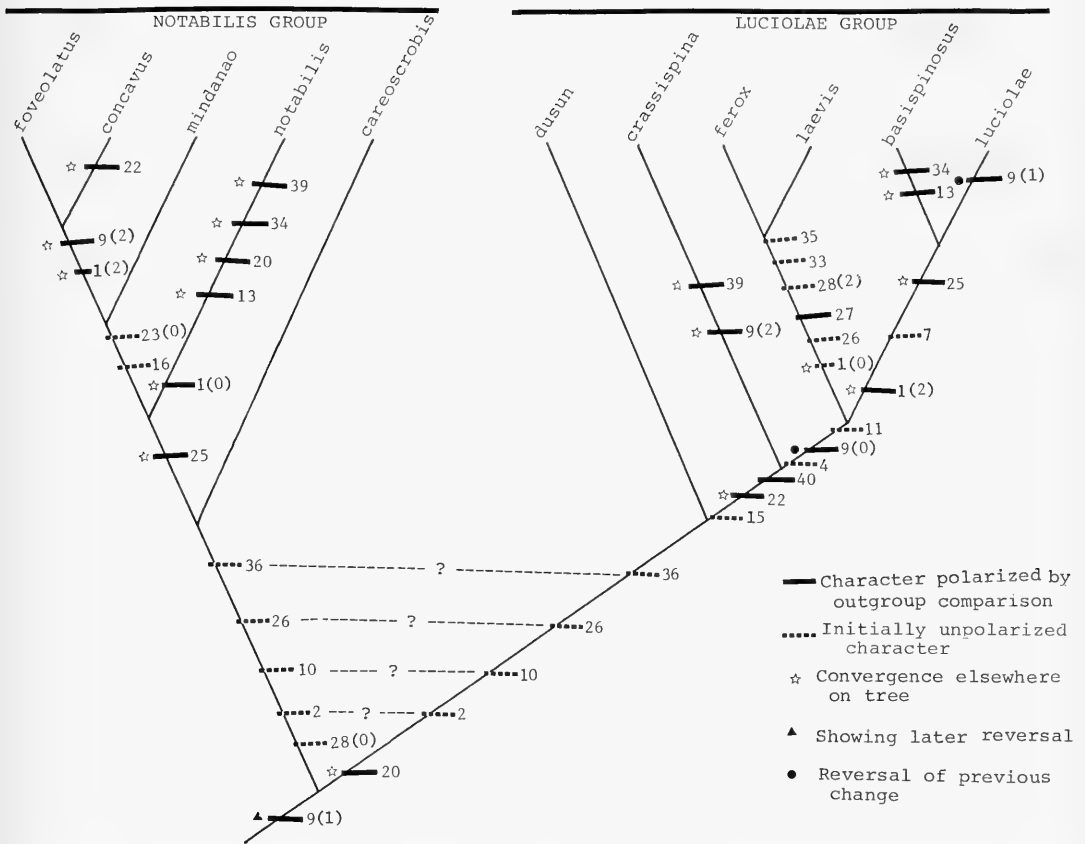 NOTABILIS GROUP
LUCIOLAE GROUP
foveolatus
concavus
mindanao
notabilis
careoscrobis
dusun
crassispina
ferox
laevis
basispinosus
luciolae
22
9(2)
1(2)
23(0)
16
39
34
20
13
1(0)
25
36
26
10
2
28(0)
? 
?
?
?
36
26
10
2
20
9(1)
39
9(2)
35
33
28(2)
27
26
1(0)
34
13
9(1)
25
7
1(2)
11
9(0)
4
40
22
15
Character polarized by
outgroup comparison
Initially unpolarized
character
Convergence elsewhere
on tree
Showing later reversal
Reversal of previous
change